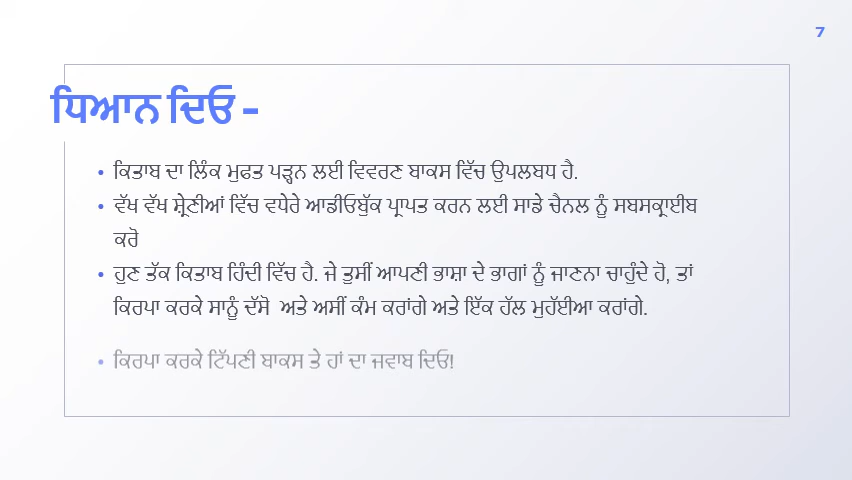 7
ਧਿਆਨ ਦਿਓ -
• ਕਿਤਾਬ ਦਾ ਲਿੰਕ ਮੁਫਤ ਪੜ੍ਹਨ ਲਈ ਵਿਵਰਣ ਬਾਕਸ ਵਿੱਚ ਉਪਲਬਧ ਹੈ.
• ਵੱਖ ਵੱਖ ਸ਼੍ਰੇਣੀਆਂ ਵਿੱਚ ਵਧੇਰੇ ਆਡੀਓਬੁੱਕ ਪ੍ਰਾਪਤ ਕਰਨ ਲਈ ਸਾਡੇ ਚੈਨਲ ਨੂੰ ਸਬਸਕ੍ਰਾਈਬ
ਕਰੋ
• ਹੁਣ ਤੱਕ ਕਿਤਾਬ ਹਿੰਦੀ ਵਿੱਚ ਹੈ. ਜੇ ਤੁਸੀਂ ਆਪਣੀ ਭਾਸ਼ਾ ਦੇ ਭਾਗਾਂ ਨੂੰ ਜਾਣਨਾ ਚਾਹੁੰਦੇ ਹੋ, ਤਾਂ
ਕਿਰਪਾ ਕਰਕੇ ਸਾਨੂੰ ਦੱਸੋ ਅਤੇ ਅਸੀਂ ਕੰਮ ਕਰਾਂਗੇ ਅਤੇ ਇੱਕ ਹੱਲ ਮੁਹੱਈਆ ਕਰਾਂਗੇ.
• ਕਿਰਪਾ ਕਰਕੇ ਟਿੱਪਣੀ ਬਾਕਸ ਤੇ ਹਾਂ ਦਾ ਜਵਾਬ ਦਿਓ!